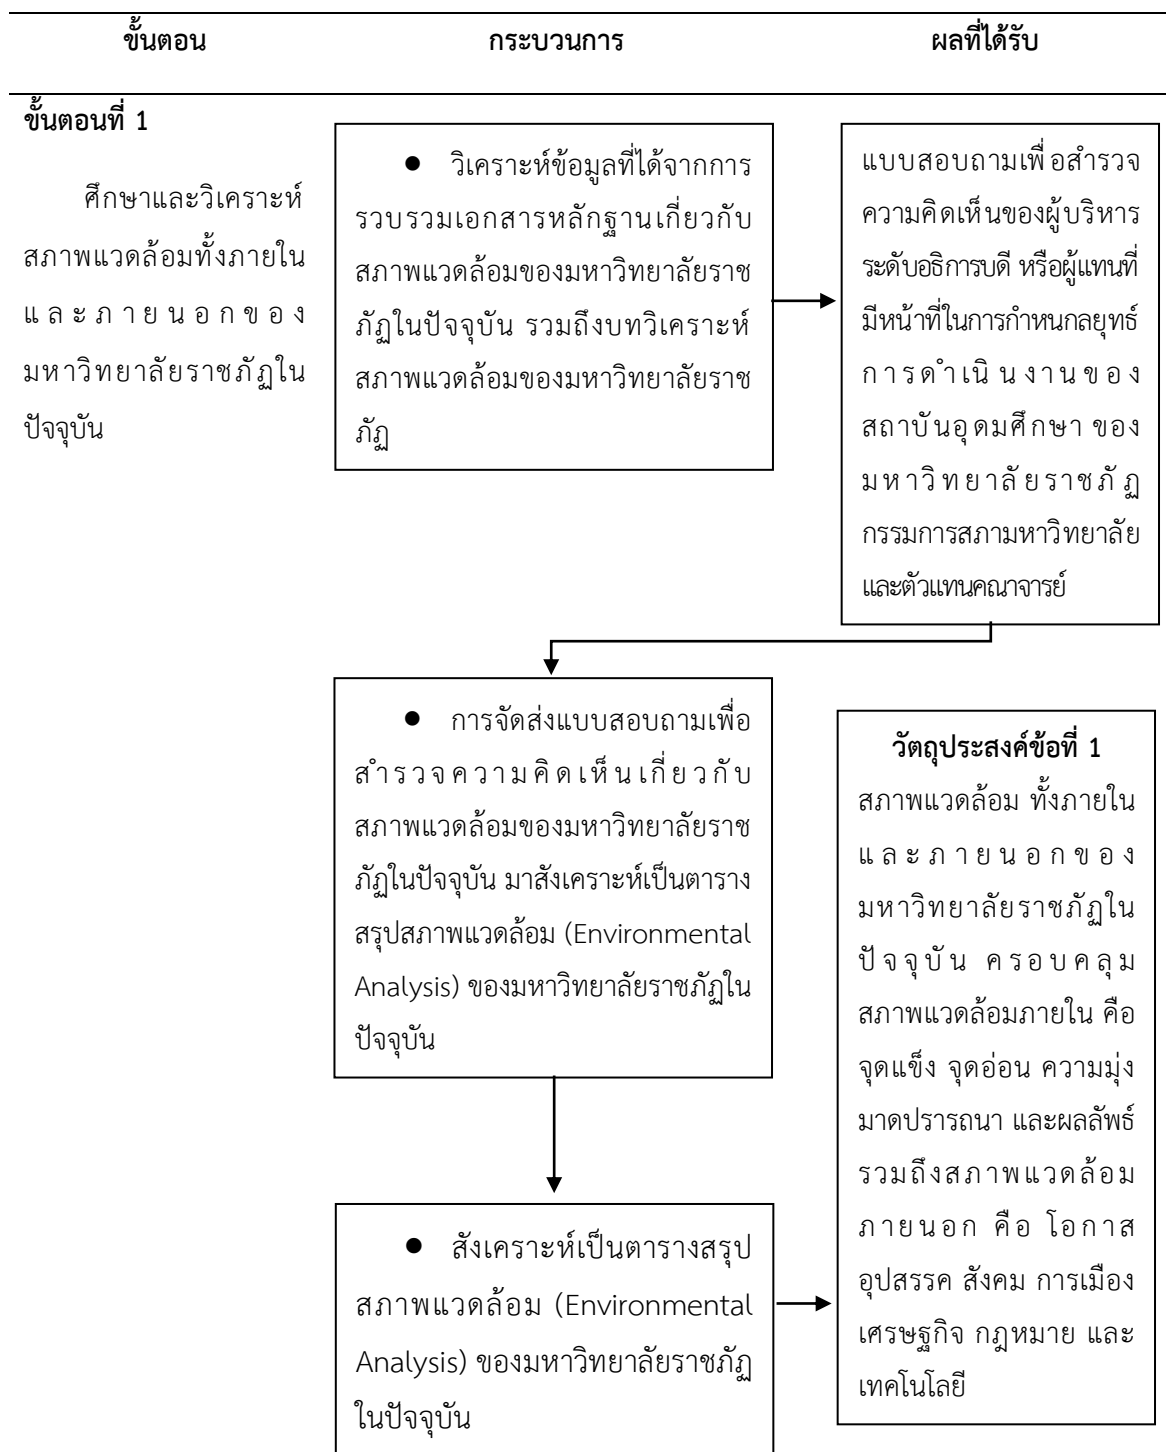 ขั้นตอน กระบวนการ ผลที่ได้รับ
ขั้นตอนที่ 1
ศึกษาและวิเคราะห์
สภาพแวดล้อมทั้งภายใน
และภายนอกของ
มหาวิทยาลัยราชภัฏใน
ปัจจุบัน
● วิเคราะห์ข้อมูลที่ได้จากการ
รวบรวมเอกสารหลักฐานเกี่ยวกับ
สภาพแวดล้อมของมหาวิทยาลัยราช
ภัฏในปัจจุบัน รวมถึงบทวิเคราะห์
สภาพแวดล้อมของมหาวิทยาลัยราช
ภัฏ
แบบสอบถามเพื่อสำรวจ
ความคิดเห็นของผู้บริหาร
ระดับอธิการบดี หรือผู้แทนที่
มีหน้าที่ในการกำหนกลยุทธ์
การดำเนินงานของ
สถาบันอุดมศึกษา ของ
มหาวิทยาลัยราชภัฏ
กรรมการสภามหาวิทยาลัย
และตัวแทนคณาจารย์
● การจัดส่งแบบสอบถามเพื่อ
สำรวจความคิดเห็นเกี่ยวกับ
สภาพแวดล้อมของมหาวิทยาลัยราช
ภัฏในปัจจุบัน มาสังเคราะห์เป็นตาราง
สรุปสภาพแวดล้อม (Environmental
Analysis) ของมหาวิทยาลัยราชภัฏใน
ปัจจุบัน
● สังเคราะห์เป็นตารางสรุป
สภาพแวดล้อม (Environmental
Analysis) ของมหาวิทยาลัยราชภัฏ
ในปัจจุบัน
วัตถุประสงค์ข้อที่ 1
สภาพแวดล้อม ทั้งภายใน
และภายนอกของ
มหาวิทยาลัยราชภัฏใน
ปัจจุบัน ครอบคลุม
สภาพแวดล้อมภายใน คือ
จุดแข็ง จุดอ่อน ความมุ่ง
มาดปรารถนา และผลลัพธ์
รวมถึงสภาพแวดล้อม
ภายนอก คือ โอกาส
อุปสรรค สังคม การเมือง
เศรษฐกิจ กฎหมาย และ
เทคโนโลยี